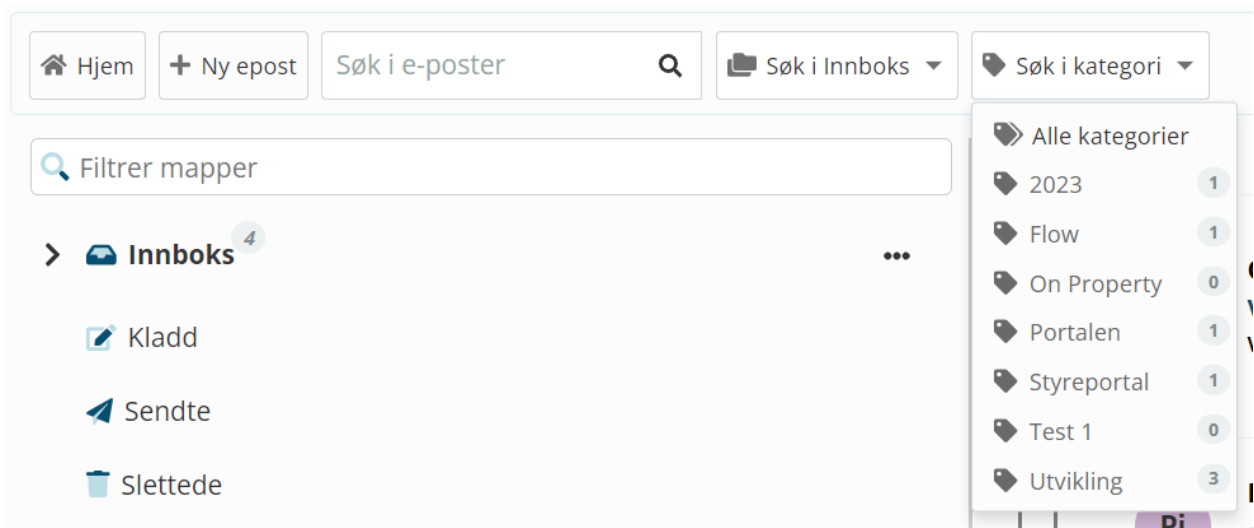 Hjem
Ny epost
Søk i e-poster
Søk i Innboks
Søk i kategori
Filtrer mapper
Innboks 4
Kladd
Sendte
Slettede
Alle kategorier
2023 1
Flow 1
On Property 0
Portalen 1
Styreportal 1
Test 1 0
Utvikling 3